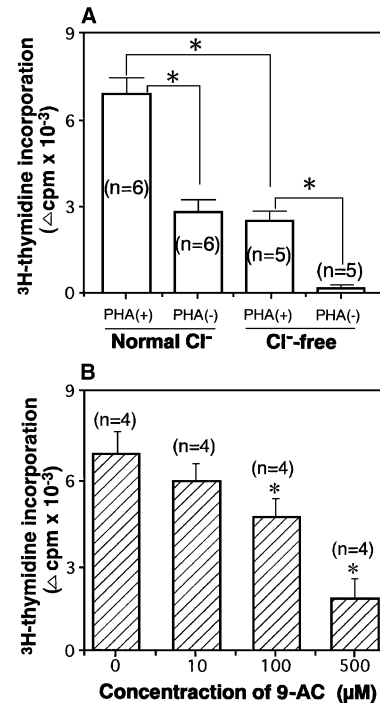 A
³H-thymidine incorporation
(△cpm x 10⁻³)
9
6
3
0
*
*
*
(n=6)
(n=6)
(n=5)
(n=5)
PHA(+) PHA(-) PHA(+) PHA(-)
Normal Cl⁻ Cl⁻-free
B
³H-thymidine incorporation
(△ cpm x 10⁻³)
9
6
3
0
(n=4)
(n=4)
(n=4)
*
(n=4)
*
0 10 100 500
Concentraction of 9-AC (µM)